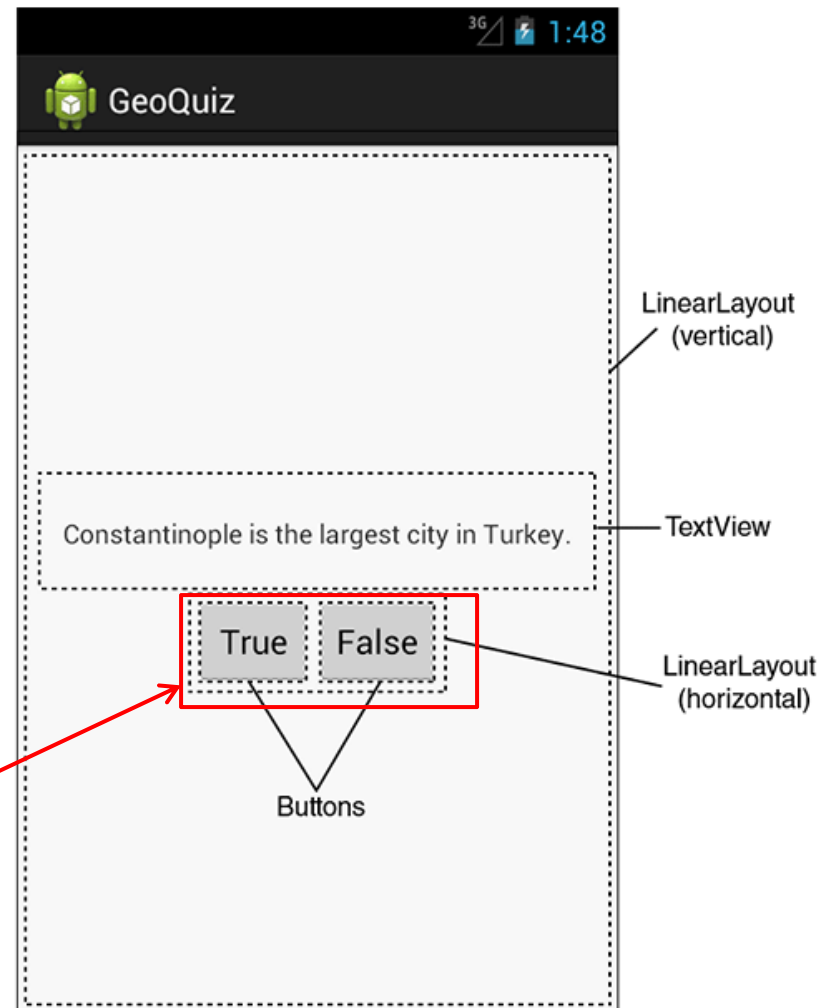 3G 1:48
GeoQuiz
LinearLayout
(vertical)
Constantinople is the largest city in Turkey.
TextView
True False
LinearLayout
(horizontal)
Buttons